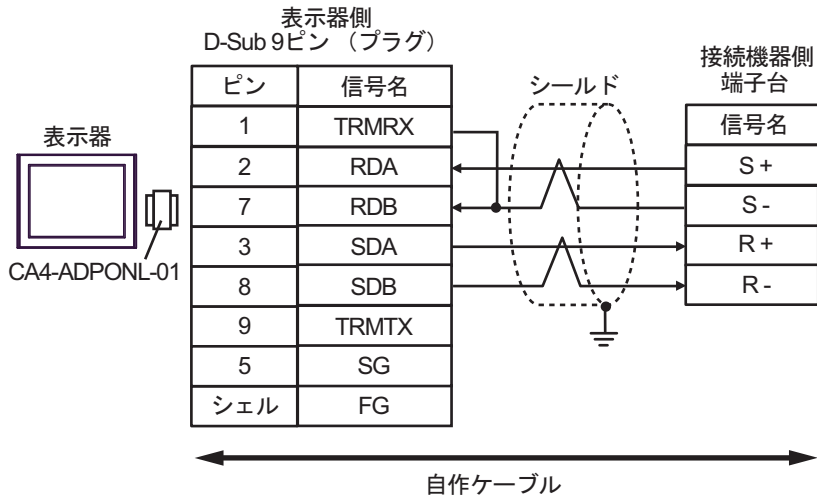 表示器側
D-Sub 9ピン （プラグ）
接続機器側
端子台
表示器
CA4-ADPONL-01
シールド
ピン 信号名
1 TRMRX
2 RDA
7 RDB
3 SDA
8 SDB
9 TRMTX
5 SG
シェル FG
信号名
S +
S -
R +
R -
自作ケーブル